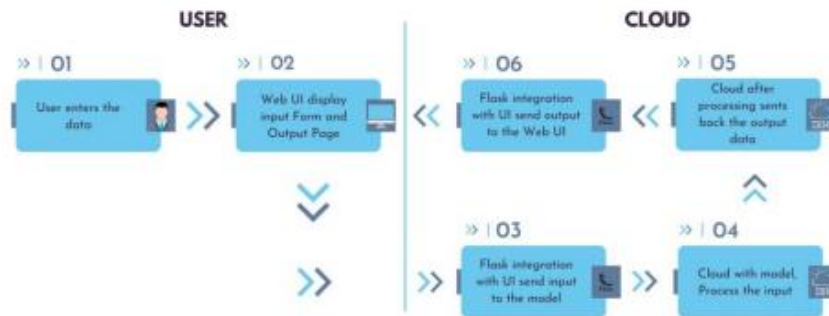 USER
CLOUD
01
User enters the
data
02
Web UI display
input Form and
Output Page
06
Flask integration
with UI send output
to the Web UI
05
Cloud after
processing sents
back the output
data
03
Flask integration
with UI send input
to the model
04
Cloud with model,
Process the input